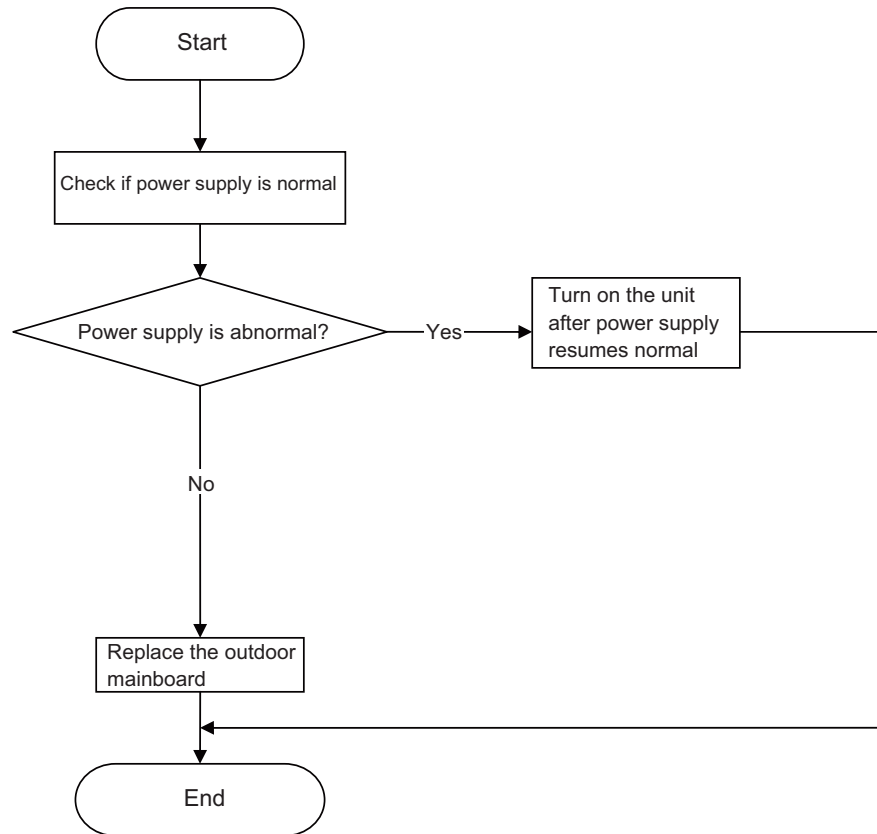 Start
Check if power supply is normal
Power supply is abnormal?
Yes
Turn on the unit
after power supply
resumes normal
No
Replace the outdoor
mainboard
End